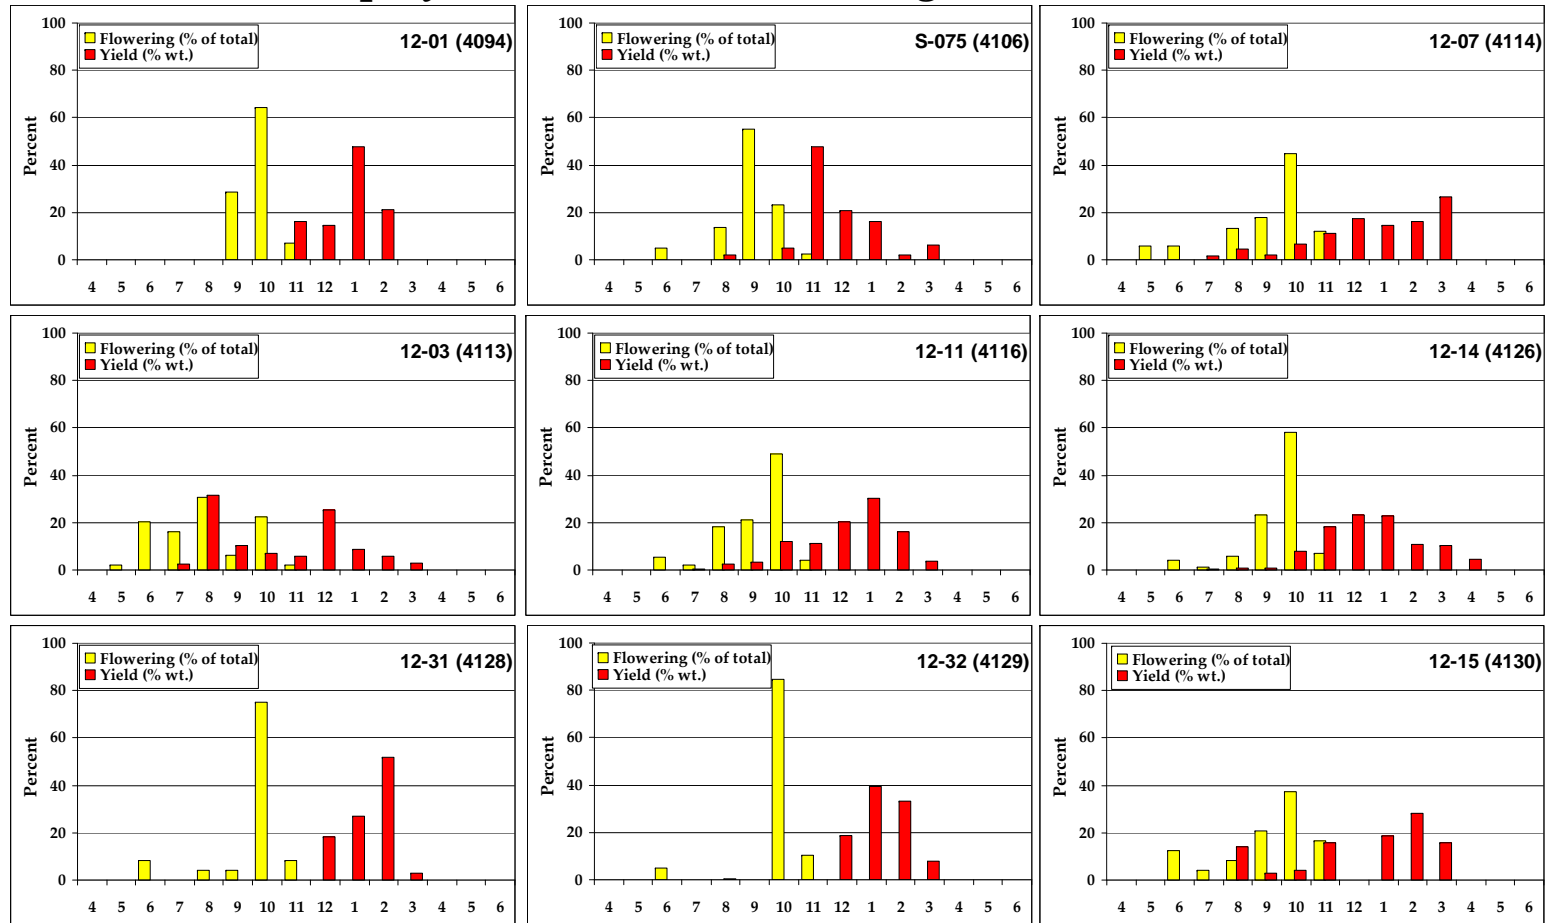 Flowering (% of total)
Yield (% wt.)
12-01 (4094)
Percent
100
80
60
40
20
0
4 5 6 7 8 9 10 11 12 1 2 3 4 5 6
Flowering (% of total)
Yield (% wt.)
S-075 (4106)
Percent
100
80
60
40
20
0
4 5 6 7 8 9 10 11 12 1 2 3 4 5 6
Flowering (% of total)
Yield (% wt.)
12-07 (4114)
Percent
100
80
60
40
20
0
4 5 6 7 8 9 10 11 12 1 2 3 4 5 6
Flowering (% of total)
Yield (% wt.)
12-03 (4113)
Percent
100
80
60
40
20
0
4 5 6 7 8 9 10 11 12 1 2 3 4 5 6
Flowering (% of total)
Yield (% wt.)
12-11 (4116)
Percent
100
80
60
40
20
0
4 5 6 7 8 9 10 11 12 1 2 3 4 5 6
Flowering (% of total)
Yield (% wt.)
12-14 (4126)
Percent
100
80
60
40
20
0
4 5 6 7 8 9 10 11 12 1 2 3 4 5 6
Flowering (% of total)
Yield (% wt.)
12-31 (4128)
Percent
100
80
60
40
20
0
4 5 6 7 8 9 10 11 12 1 2 3 4 5 6
Flowering (% of total)
Yield (% wt.)
12-32 (4129)
Percent
100
80
60
40
20
0
4 5 6 7 8 9 10 11 12 1 2 3 4 5 6
Flowering (% of total)
Yield (% wt.)
12-15 (4130)
Percent
100
80
60
40
20
0
4 5 6 7 8 9 10 11 12 1 2 3 4 5 6